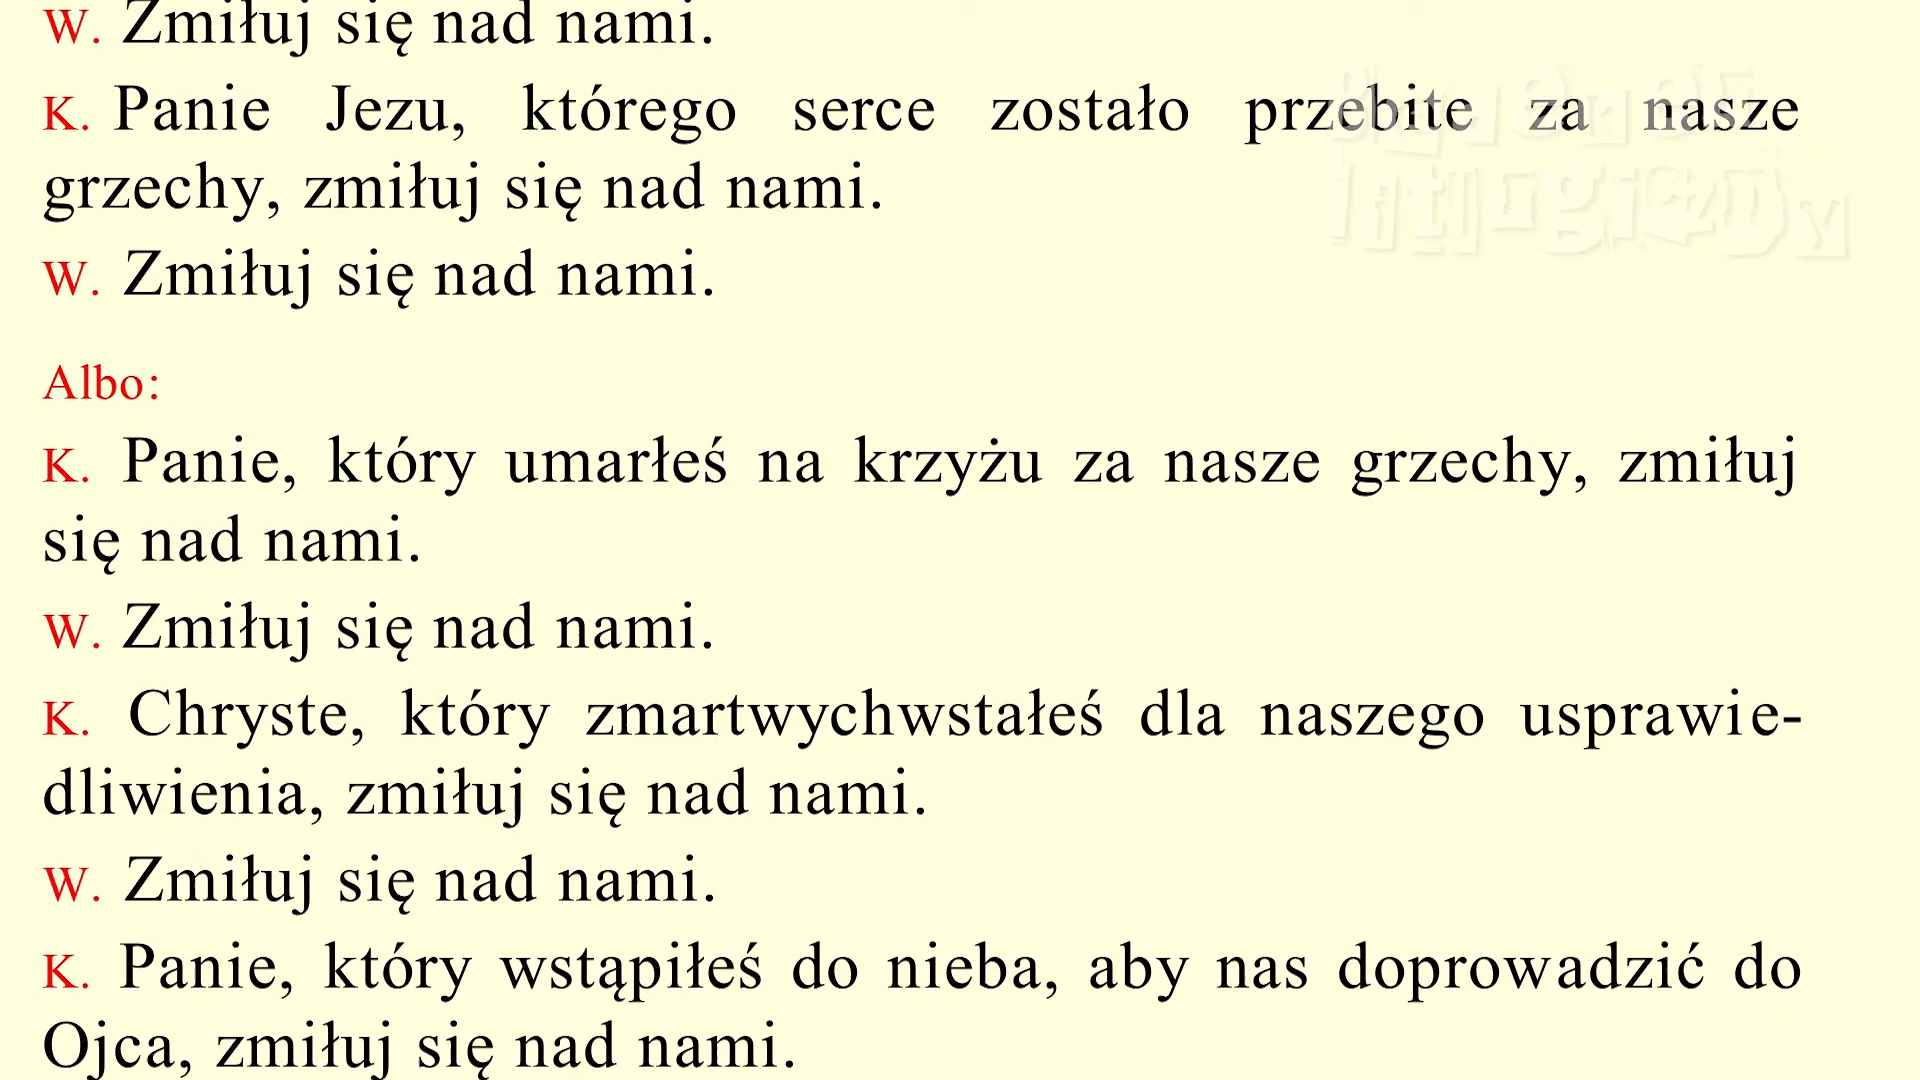 W. Zmiłuj się nad nami.
K. Panie Jezu, którego serce zostało przebite za nasze
grzechy, zmiłuj się nad nami.
W. Zmiłuj się nad nami.
Albo:
K. Panie, który umarłeś na krzyżu za nasze grzechy, zmiłuj
się nad nami.
W. Zmiłuj się nad nami.
K. Chryste, który zmartwychwstałeś dla naszego usprawie-
dliwienia, zmiłuj się nad nami.
W. Zmiłuj się nad nami.
K. Panie, który wstąpiłeś do nieba, aby nas doprowadzić do
Ojca, zmiłuj się nad nami.